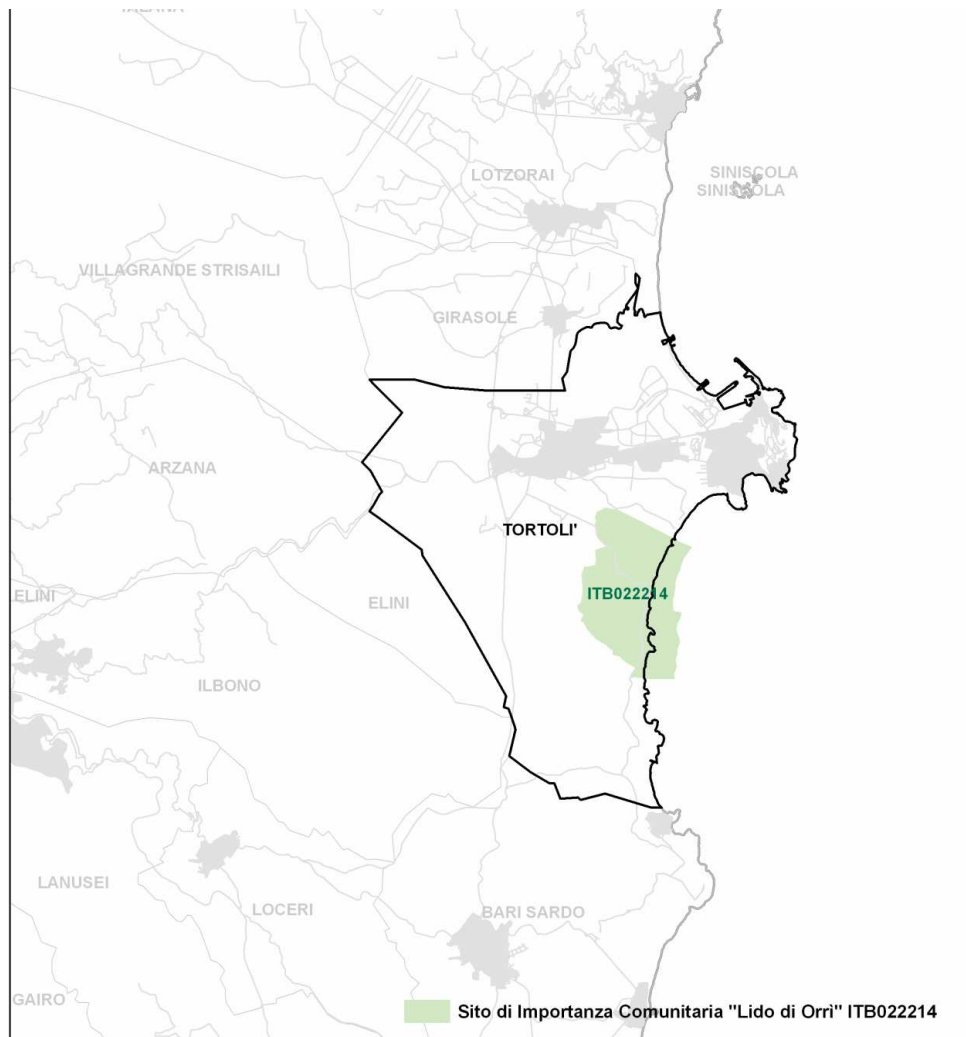 TALANA
LOTZORAI
SINISCOLA
SINISCOLA
VILLAGRANDE STRISAILI
GIRASOLE
ARZANA
TORTOLI'
ELINI
ELINI
ITB022214
ILBONO
LANUSEI
LOCERI
BARI SARDO
GAIRO
Sito di Importanza Comunitaria "Lido di Orrì" ITB022214